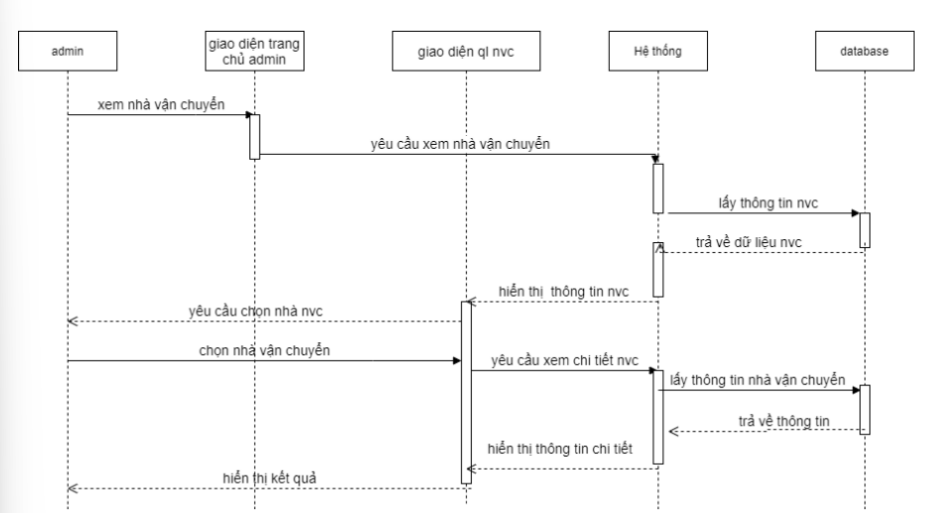 admin
giao diện trang
chủ admin
giao diện ql nvc
Hệ thống
database
xem nhà vận chuyển
yêu cầu xem nhà vận chuyển
lấy thông tin nvc
trả về dữ liệu nvc
hiển thị thông tin nvc
yêu cầu chọn nhà nvc
chọn nhà vận chuyển
yêu cầu xem chi tiết nvc
lấy thông tin nhà vận chuyển
trả về thông tin
hiển thị thông tin chi tiết
hiển thị kết quả